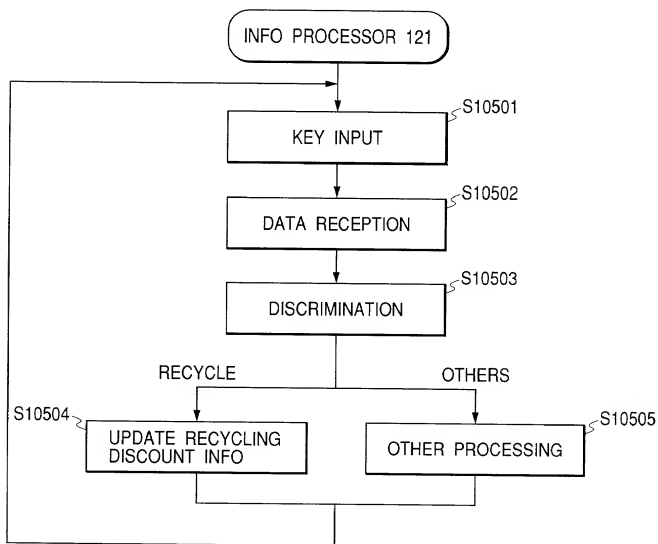 INFO PROCESSOR 121
S10501
KEY INPUT
S10502
DATA RECEPTION
S10503
DISCRIMINATION
RECYCLE
OTHERS
S10504
UPDATE RECYCLING
DISCOUNT INFO
S10505
OTHER PROCESSING